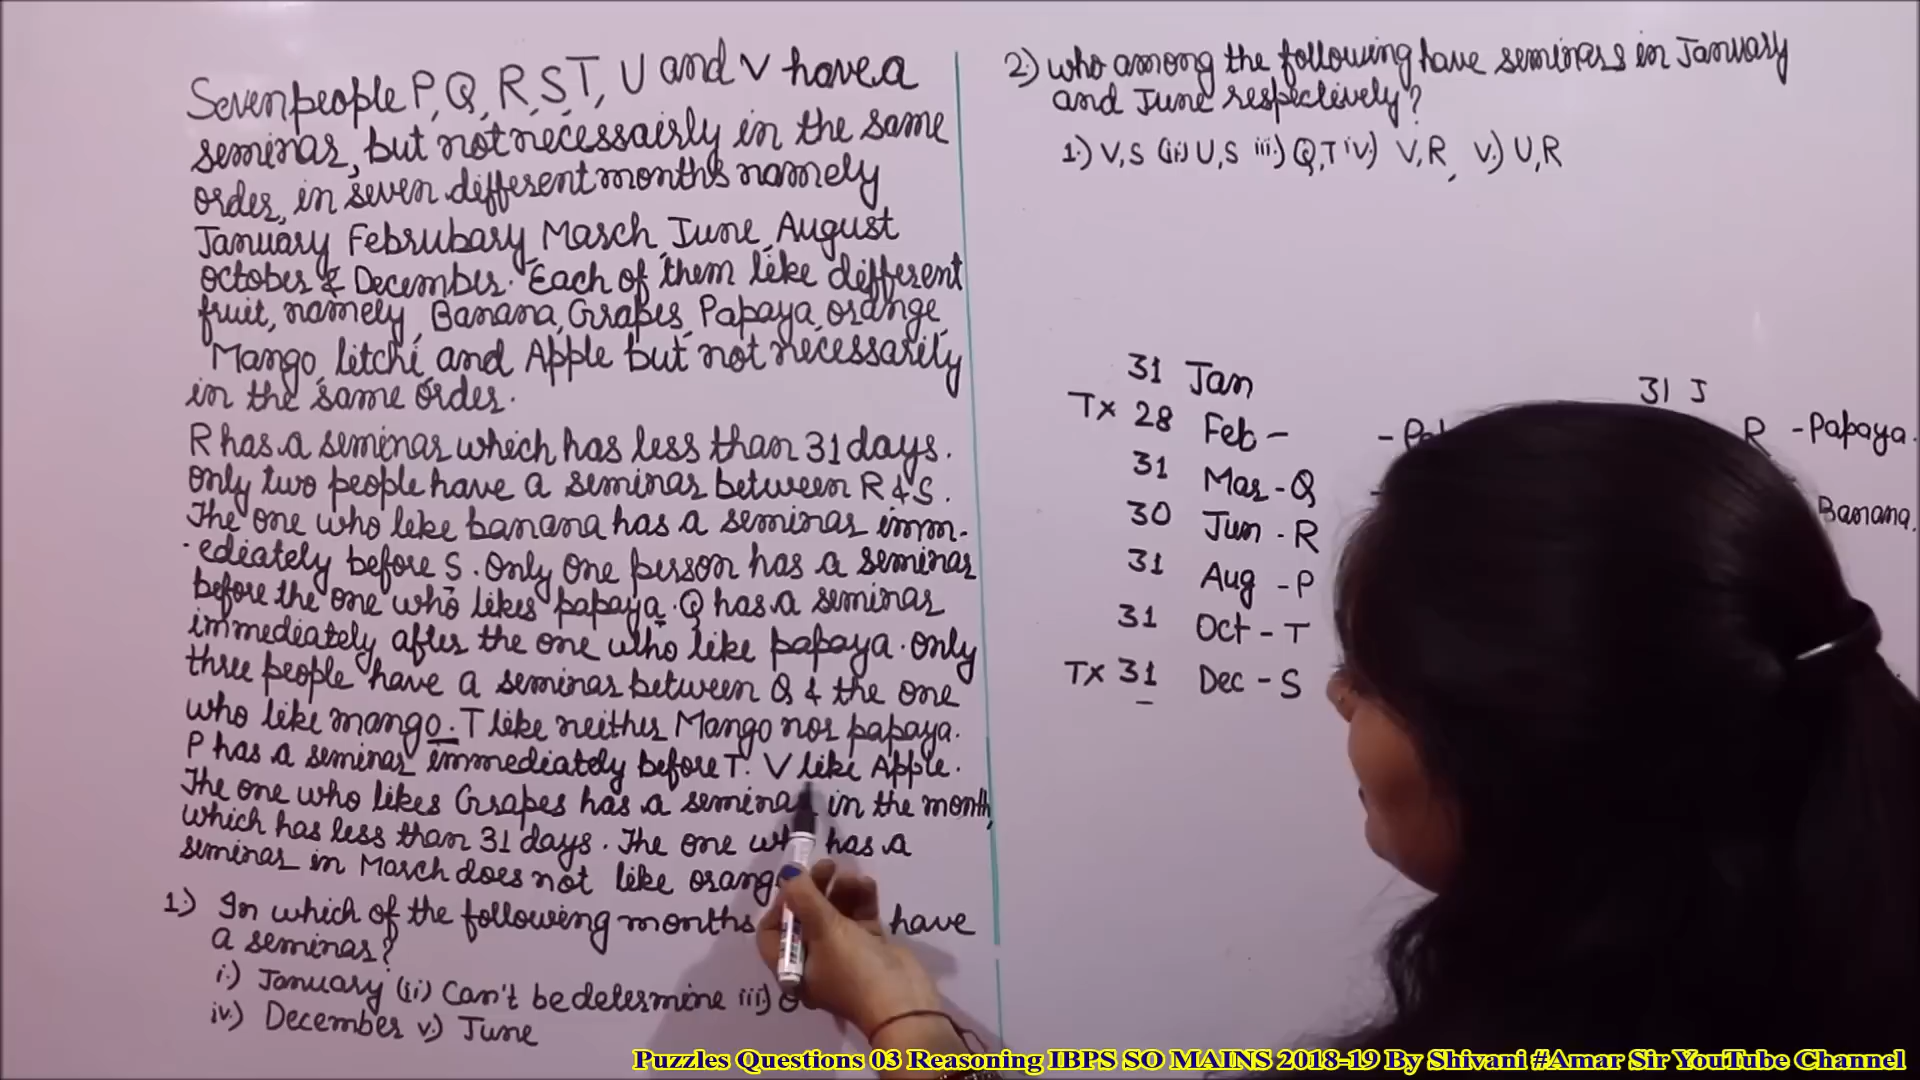 Seven people P, Q, R, S T, U and V have a
seminar, but not necessairly in the same
order, in seven different months namely
January Februbary, March, June, August
October & December. Each of them like different
fruit, namely, Banana, Grapes, Papaya, orange,
Mango, litchi, and Apple but not necessarily
in the same order.
R has a seminar which has less than 31 days.
only two people have a seminar between R & S.
The one who like banana has a seminar imm-
-ediately before S. Only one person has a seminar
before the one who likes papaya. Q has a seminar
immediately after the one who like papaya. only
three people have a seminar between Q & the one
who like mango. T like neither Mango nor papaya.
P has a seminar immediately before T. V like Apple.
The one who likes Grapes has a seminar in the month,
which has less than 31 days. The one who has a
seminar in March does not like orange
1.) In which of the following months have
a seminar?
i.) January (ii) Can't be determine iii)
iv.) December v.) June
2.) who among the following have seminars in January
and June respectively?
1.) V,S (ii) U,S iii.) Q,T iv.) V,R, v.) U,R
31 Jan
Tx 28 Feb -
31 Mar - Q
30 Jun - R
31 Aug - P
31 Oct - T
Tx 31 Dec - S
31 J
R - Papaya.
Banana.
Puzzles Questions 03 Reasoning IBPS SO MAINS 2018-19 By Shivani #Amar Sir YouTube Channel